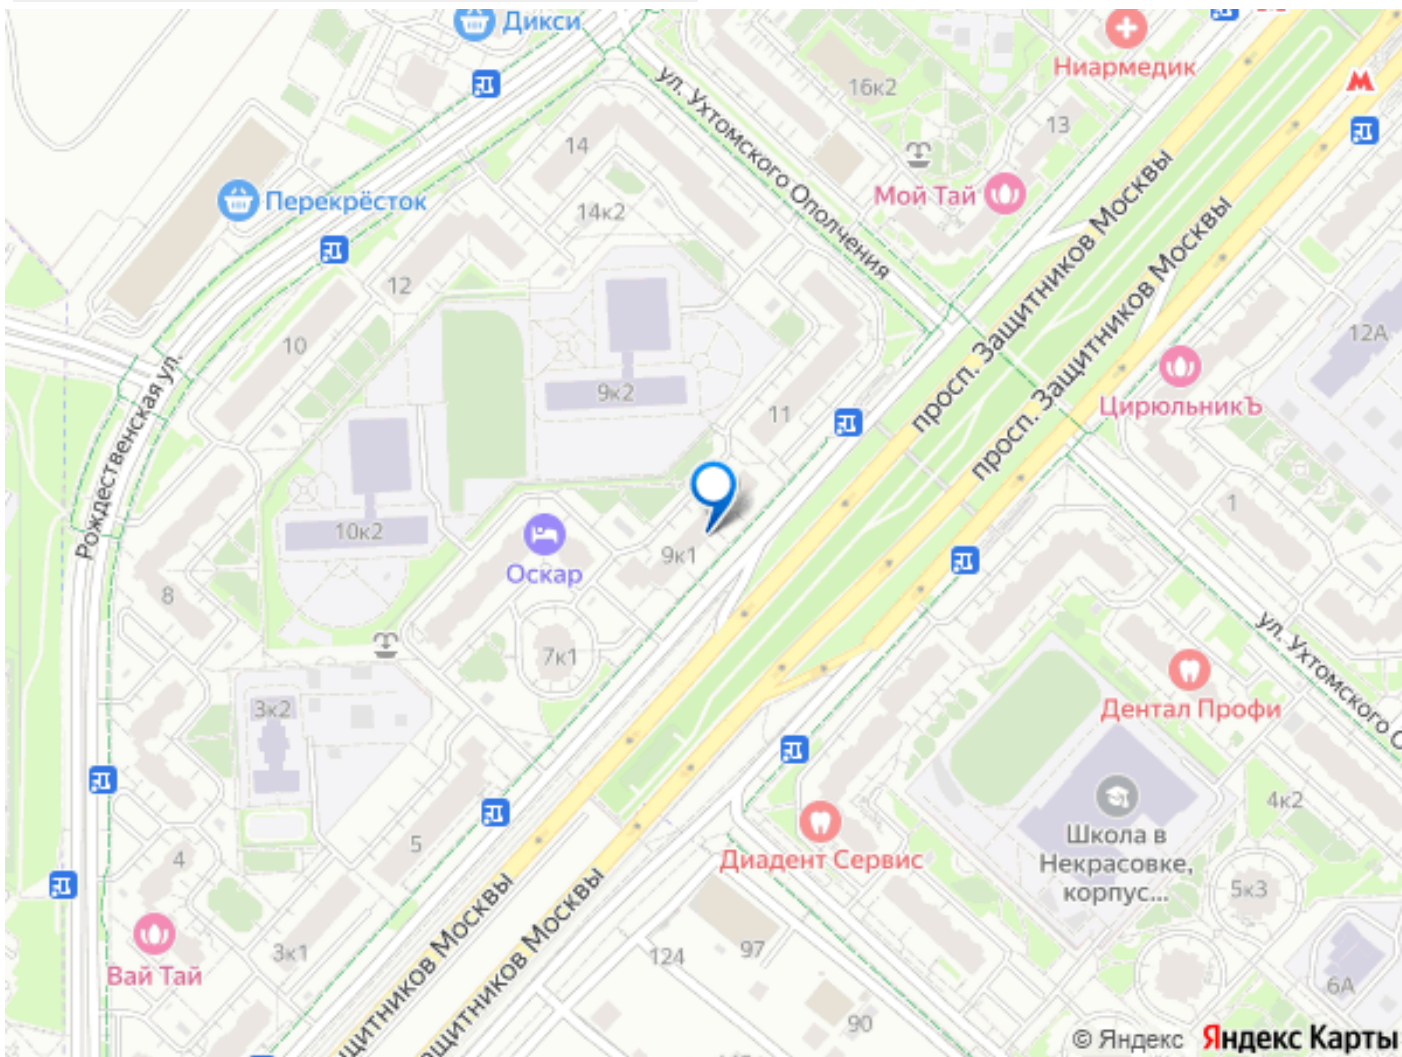 Дикси
Ниармедик
16к2
ул. Ухтомского Ополчения
13
14
Перекрёсток
Мой Тай
14к2
12
просп. Защитников Москвы
просп. Защитников Москвы
10
12А
9к2
11
ЦирюльникЪ
Рождественская ул.
1
10к2
9к1
Оскар
8
7к1
ул. Ухтомского О
Дентал Профи
3к2
4к2
5
Школа в
Некрасовке,
корпус...
Диадент Сервис
4
5к3
щитников Москвы
ащитников Москвы
97
124
3к1
Вай Тай
6А
90
© Яндекс Яндекс Карты